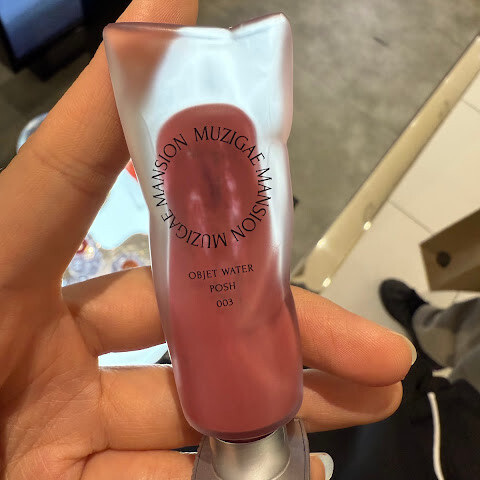 MUZIGAE MANSION MUZIGAE MANSION
OBJET WATER
POSH
003